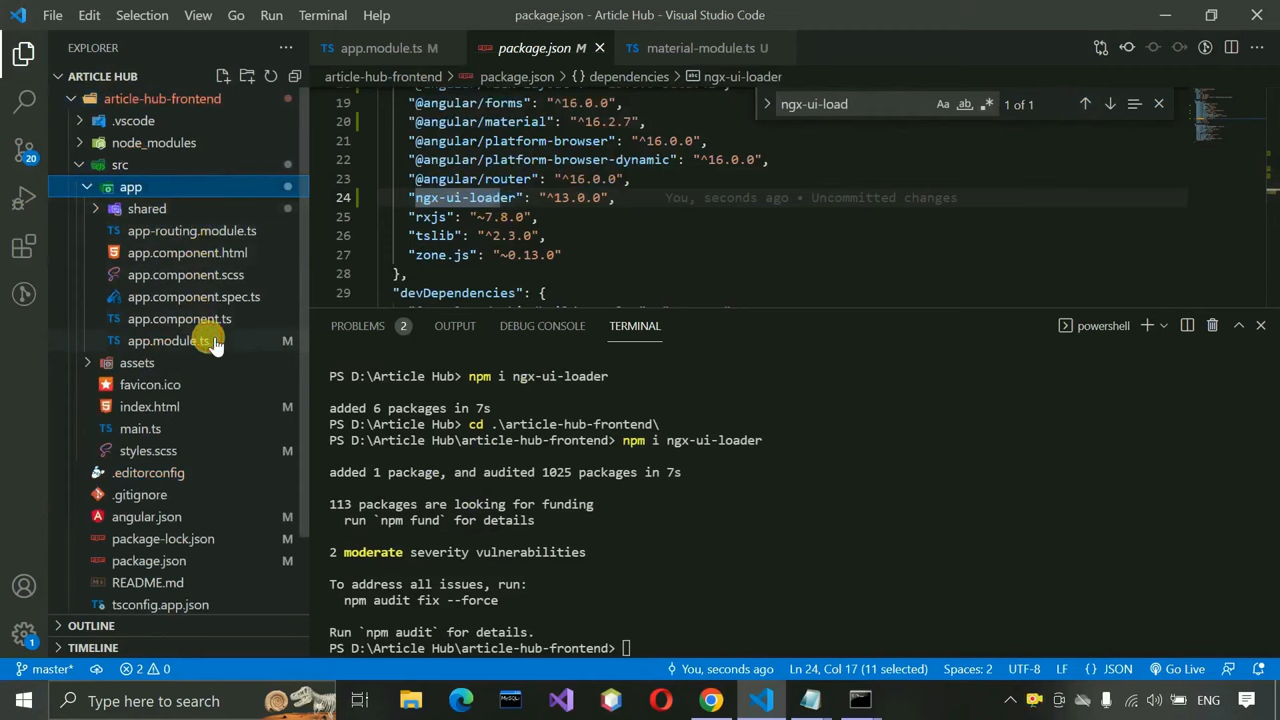 File Edit Selection View Go Run Terminal Help
package.json - Article Hub - Visual Studio Code
EXPLORER
ARTICLE HUB
article-hub-frontend
.vscode
node_modules
src
app
shared
app-routing.module.ts
app.component.html
app.component.scss
app.component.spec.ts
app.component.ts
app.module.ts M
assets
favicon.ico
index.html M
main.ts
styles.scss M
.editorconfig
.gitignore
angular.json M
package-lock.json M
package.json M
README.md
tsconfig.app.json
OUTLINE
TIMELINE
20
1
TS app.module.ts M
package.json M
TS material-module.ts U
article-hub-frontend > package.json > {} dependencies > ngx-ui-loader
ngx-ui-load Aa ab 1 of 1
19 "@angular/forms": "^16.0.0",
20 "@angular/material": "^16.2.7",
21 "@angular/platform-browser": "^16.0.0",
22 "@angular/platform-browser-dynamic": "^16.0.0",
23 "@angular/router": "^16.0.0",
24 "ngx-ui-loader": "^13.0.0", You, seconds ago • Uncommitted changes
25 "rxjs": "~7.8.0",
26 "tslib": "^2.3.0",
27 "zone.js": "~0.13.0"
28 },
29 "devDependencies": {
PROBLEMS 2 OUTPUT DEBUG CONSOLE TERMINAL
powershell
PS D:\Article Hub> npm i ngx-ui-loader
added 6 packages in 7s
PS D:\Article Hub> cd .\article-hub-frontend\
PS D:\Article Hub\article-hub-frontend> npm i ngx-ui-loader
added 1 package, and audited 1025 packages in 7s
113 packages are looking for funding
run `npm fund` for details
2 moderate severity vulnerabilities
To address all issues, run:
npm audit fix --force
Run `npm audit` for details.
PS D:\Article Hub\article-hub-frontend>
master* 2 0 You, seconds ago Ln 24, Col 17 (11 selected) Spaces: 2 UTF-8 LF {} JSON Go Live
Type here to search
ENG